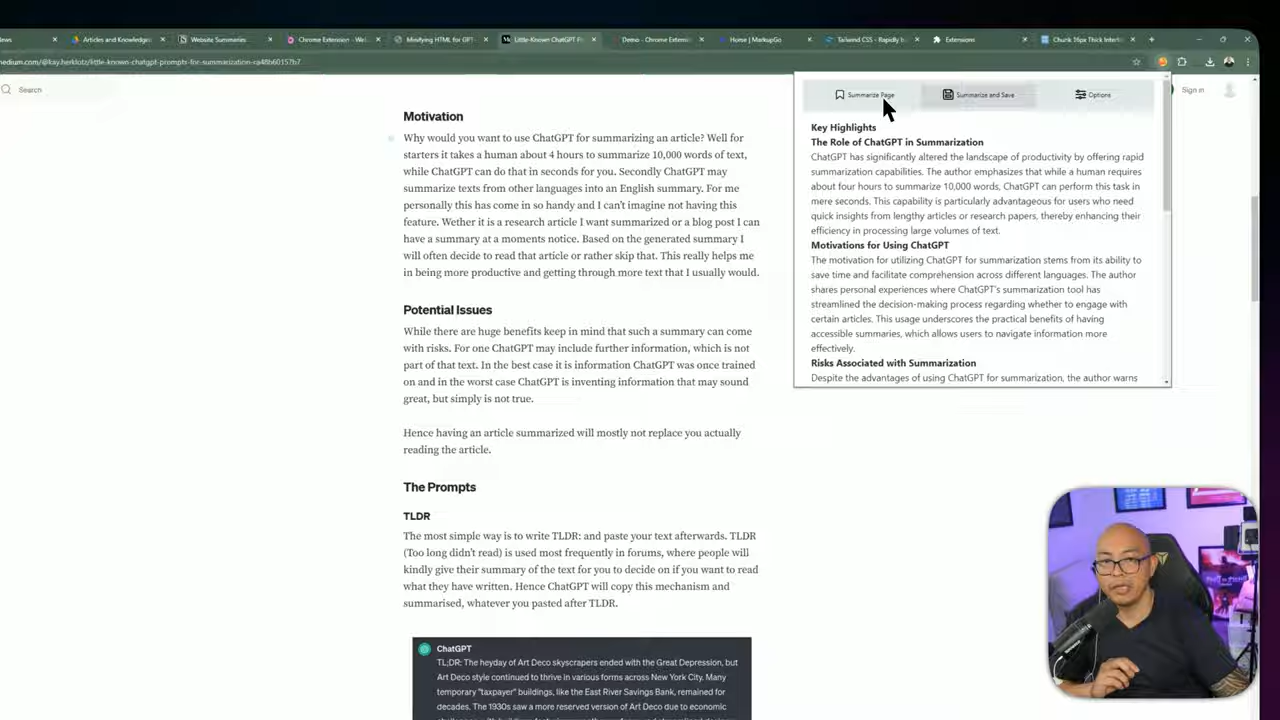 ews
Articles and Knowledge
Website Summaries
Chrome Extension - Wel
Minifying HTML for GPT
Little-Known ChatGPT P
Demo - Chrome Extensi
Home | MarkupGo
Tailwind CSS - Rapidly b
Extensions
Chunk 16px Thick Interf
medium.com/@kay.herklotz/little-known-chatgpt-prompts-for-summarization-
Search
Sign in
Motivation
Why would you want to use ChatGPT for summarizing an article? Well for
starters it takes a human about 4 hours to summarize 10,000 words of text,
while ChatGPT can do that in seconds for you. Secondly ChatGPT may
summarize texts from other languages into an English summary. For me
personally this has come in so handy and I can't imagine not having this
feature. Wether it is a research article I want summarized or a blog post I can
have a summary at a moments notice. Based on the generated summary I
will often decide to read that article or rather skip that. This really helps me
in being more productive and getting through more text that I usually would.
Potential Issues
While there are huge benefits keep in mind that such a summary can come
with risks. For one ChatGPT may include further information, which is not
part of that text. In the best case it is information ChatGPT was once trained
on and in the worst case ChatGPT is inventing information that may sound
great, but simply is not true.
Hence having an article summarized will mostly not replace you actually
reading the article.
The Prompts
TLDR
The most simple way is to write TLDR: and paste your text afterwards. TLDR
(Too long didn't read) is used most frequently in forums, where people will
kindly give their summary of the text for you to decide on if you want to read
what they have written. Hence ChatGPT will copy this mechanism and
summarised, whatever you pasted after TLDR.
ChatGPT
TL;DR: The heyday of Art Deco skyscrapers ended with the Great Depression, but
Art Deco style continued to thrive in various forms across New York City. Many
temporary "taxpayer" buildings, like the East River Savings Bank, remained for
decades. The 1930s saw a more reserved version of Art Deco due to economic
Summarize Page
Summarize and Save
Options
Key Highlights
The Role of ChatGPT in Summarization
ChatGPT has significantly altered the landscape of productivity by offering rapid
summarization capabilities. The author emphasizes that while a human requires
about four hours to summarize 10,000 words, ChatGPT can perform this task in
mere seconds. This capability is particularly advantageous for users who need
quick insights from lengthy articles or research papers, thereby enhancing their
efficiency in processing large volumes of text.
Motivations for Using ChatGPT
The motivation for utilizing ChatGPT for summarization stems from its ability to
save time and facilitate comprehension across different languages. The author
shares personal experiences where ChatGPT's summarization tool has
streamlined the decision-making process regarding whether to engage with
certain articles. This usage underscores the practical benefits of having
accessible summaries, which allows users to navigate information more
effectively.
Risks Associated with Summarization
Despite the advantages of using ChatGPT for summarization, the author warns